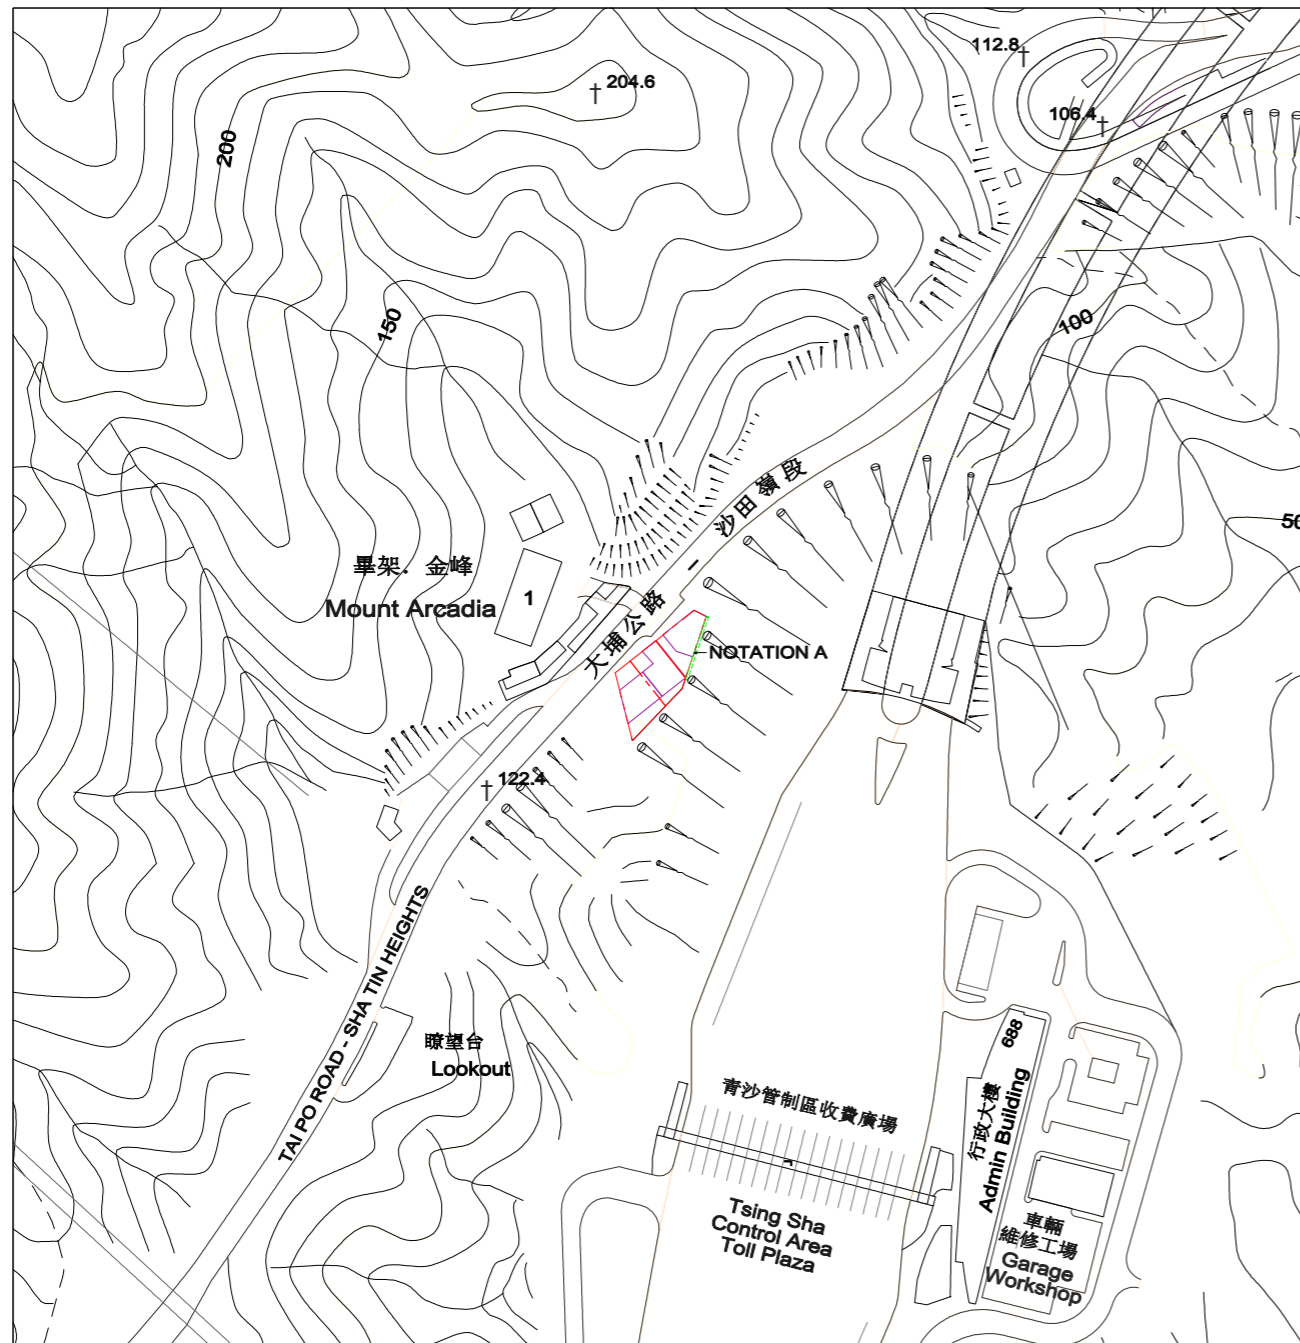 204.6
112.8
106.4
200
150
100
50
沙田嶺段
-
大埔公路
畢架．金峰
Mount Arcadia
1
NOTATION A
122.4
TAI PO ROAD - SHA TIN HEIGHTS
瞭望台
Lookout
青沙管制區收費廣場
Tsing Sha
Control Area
Toll Plaza
688
行政大樓
Admin Building
車輛
維修工場
Garage
Workshop